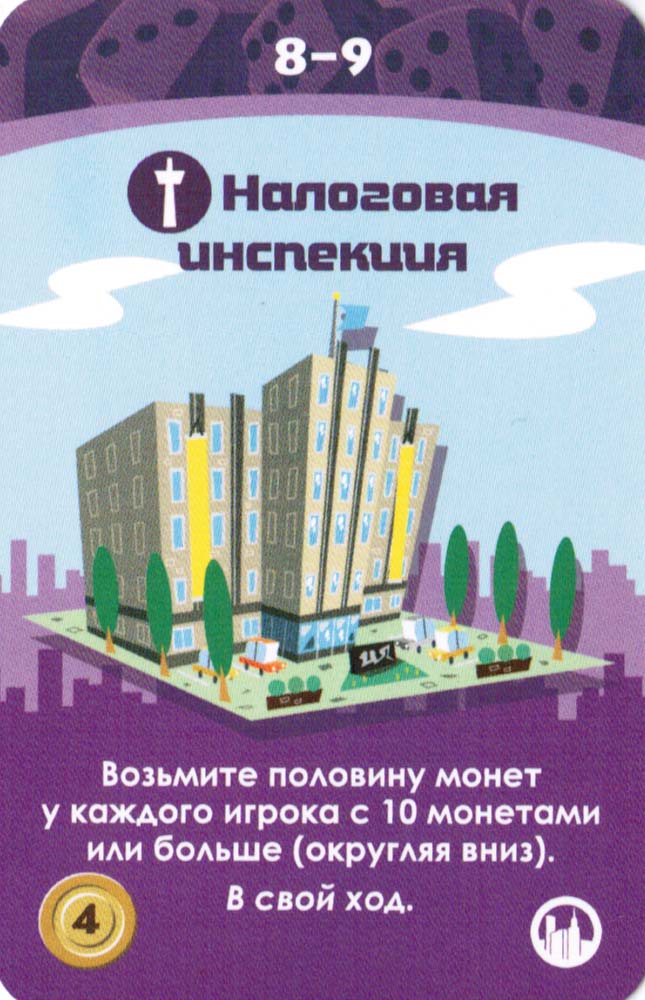 8–9
Налоговая
инспекция
Возьмите половину монет
у каждого игрока с 10 монетами
или больше (округляя вниз).
В свой ход.
4